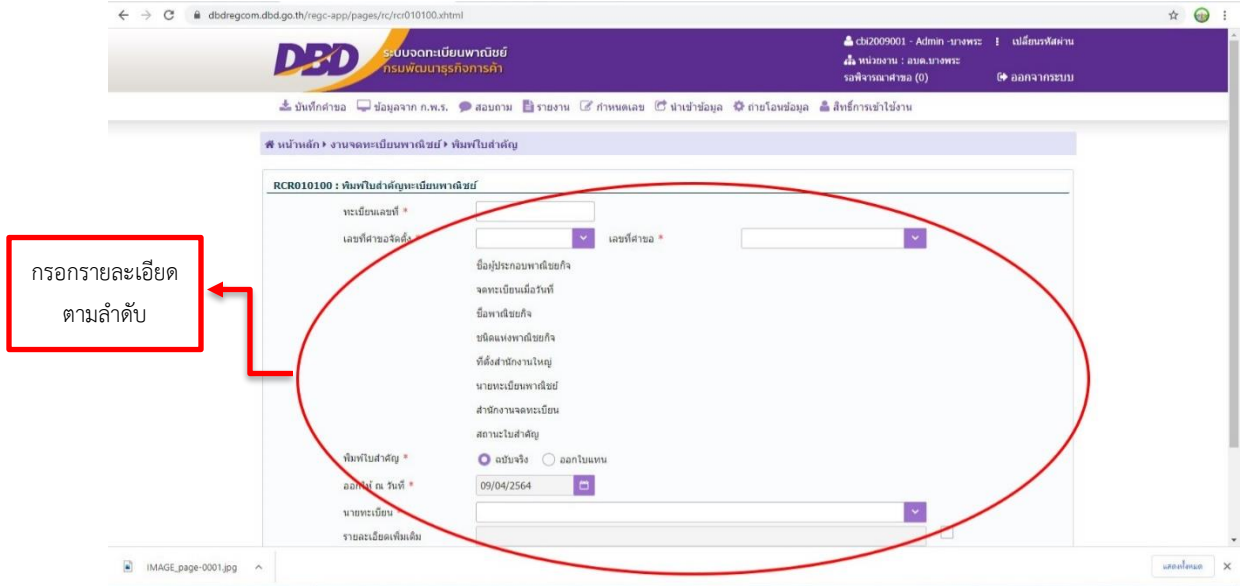 dbdregcom.dbd.go.th/regc-app/pages/rc/rcr010100.xhtml
DBD
ระบบจดทะเบียนพาณิชย์
กรมพัฒนาธุรกิจการค้า
cbi2009001 - Admin -บางพระ
เปลี่ยนรหัสผ่าน
หน่วยงาน : อบต.บางพระ
รอพิจารณาคำขอ (0)
ออกจากระบบ
บันทึกคำขอ ข้อมูลจาก ก.พ.ร. สอบถาม รายงาน กำหนดเลข นำเข้าข้อมูล ถ่ายโอนข้อมูล สิทธิ์การเข้าใช้งาน
หน้าหลัก งานจดทะเบียนพาณิชย์ พิมพ์ใบสำคัญ
RCR010100 : พิมพ์ใบสำคัญทะเบียนพาณิชย์
ทะเบียนเลขที่ *
เลขที่คำขอจัดตั้ง * เลขที่คำขอ *
ชื่อผู้ประกอบพาณิชยกิจ
จดทะเบียนเมื่อวันที่
ชื่อพาณิชยกิจ
ชนิดแห่งพาณิชยกิจ
ที่ตั้งสำนักงานใหญ่
นายทะเบียนพาณิชย์
สำนักงานจดทะเบียน
สถานะใบสำคัญ
พิมพ์ใบสำคัญ * ฉบับจริง ออกใบแทน
ออกให้ ณ วันที่ * 09/04/2564
นายทะเบียน *
รายละเอียดเพิ่มเติม
กรอกรายละเอียด
ตามลำดับ
IMAGE_page-0001.jpg
แสดงทั้งหมด